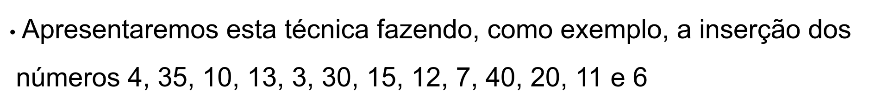 • Apresentaremos esta técnica fazendo, como exemplo, a inserção dos
números 4, 35, 10, 13, 3, 30, 15, 12, 7, 40, 20, 11 e 6